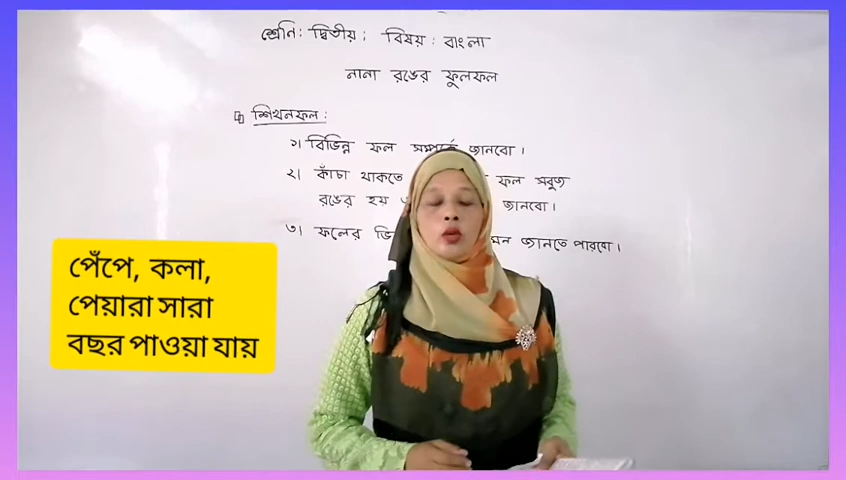 শ্রেনি: দ্বিতীয়; বিষয়: বাংলা
নানা রঙের ফুলফল
শিখনফল:
১। বিভিন্ন ফল সম্পর্কে জানবো।
২। কাঁচা থাকতে ফল সবুজ
রঙের হয় জানবো।
৩। ফলের জানতে পারবো।
পেঁপে, কলা,
পেয়ারা সারা
বছর পাওয়া যায়